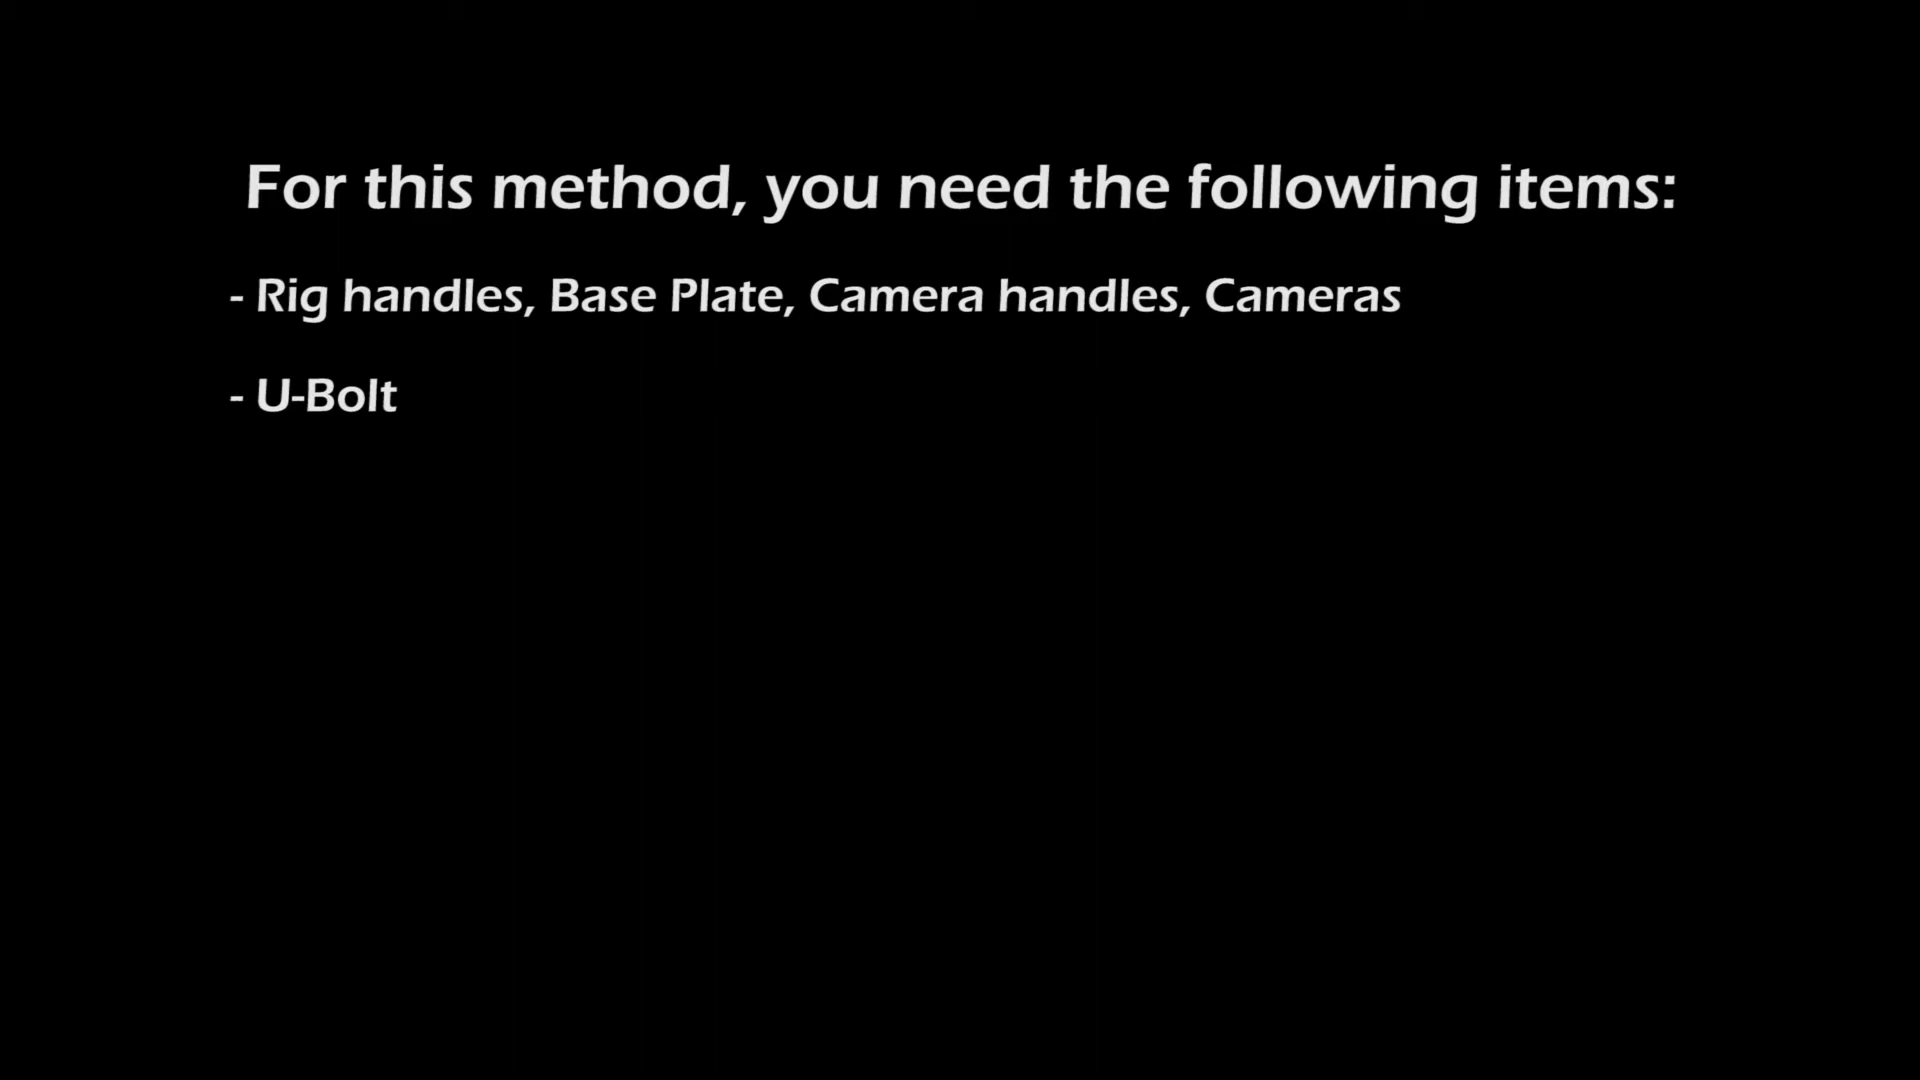 For this method, you need the following items:
- Rig handles, Base Plate, Camera handles, Cameras
- U-Bolt